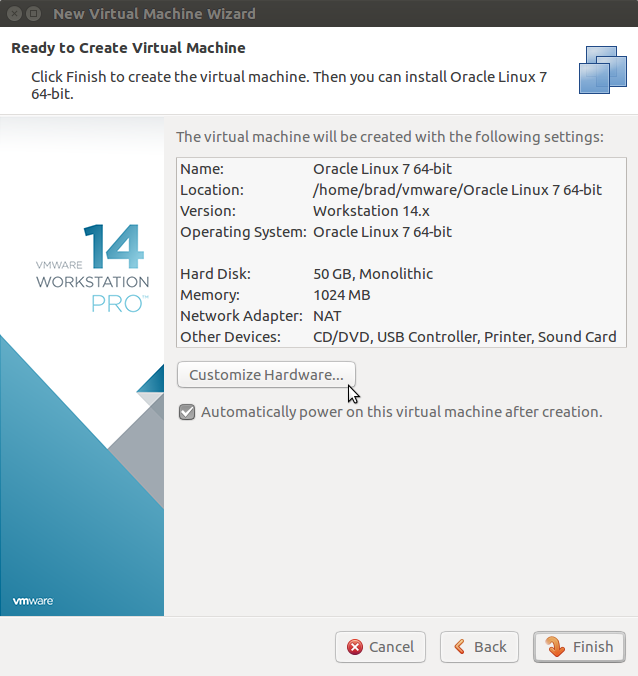 New Virtual Machine Wizard
Ready to Create Virtual Machine
Click Finish to create the virtual machine. Then you can install Oracle Linux 7
64-bit.
The virtual machine will be created with the following settings:
Name: Oracle Linux 7 64-bit
Location: /home/brad/vmware/Oracle Linux 7 64-bit
Version: Workstation 14.x
Operating System: Oracle Linux 7 64-bit
Hard Disk: 50 GB, Monolithic
Memory: 1024 MB
Network Adapter: NAT
Other Devices: CD/DVD, USB Controller, Printer, Sound Card
Customize Hardware...
Automatically power on this virtual machine after creation.
VMWARE 14
WORKSTATION
PRO™
vmware
Cancel
Back
Finish